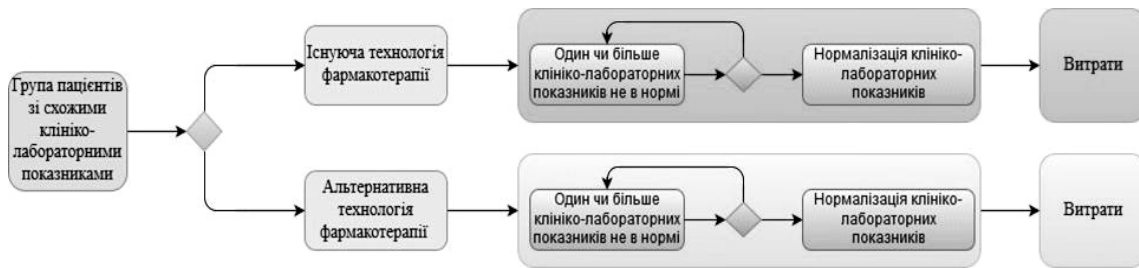 Група пацієнтів
зі схожими
клініко-
лабораторними
показниками
Існуюча технологія
фармакотерапії
Один чи більше
клініко-лабораторних
показників не в нормі
Нормалізація клініко-
лабораторних
показників
Витрати
Альтернативна
технологія
фармакотерапії
Один чи більше
клініко-лабораторних
показників не в нормі
Нормалізація клініко-
лабораторних
показників
Витрати